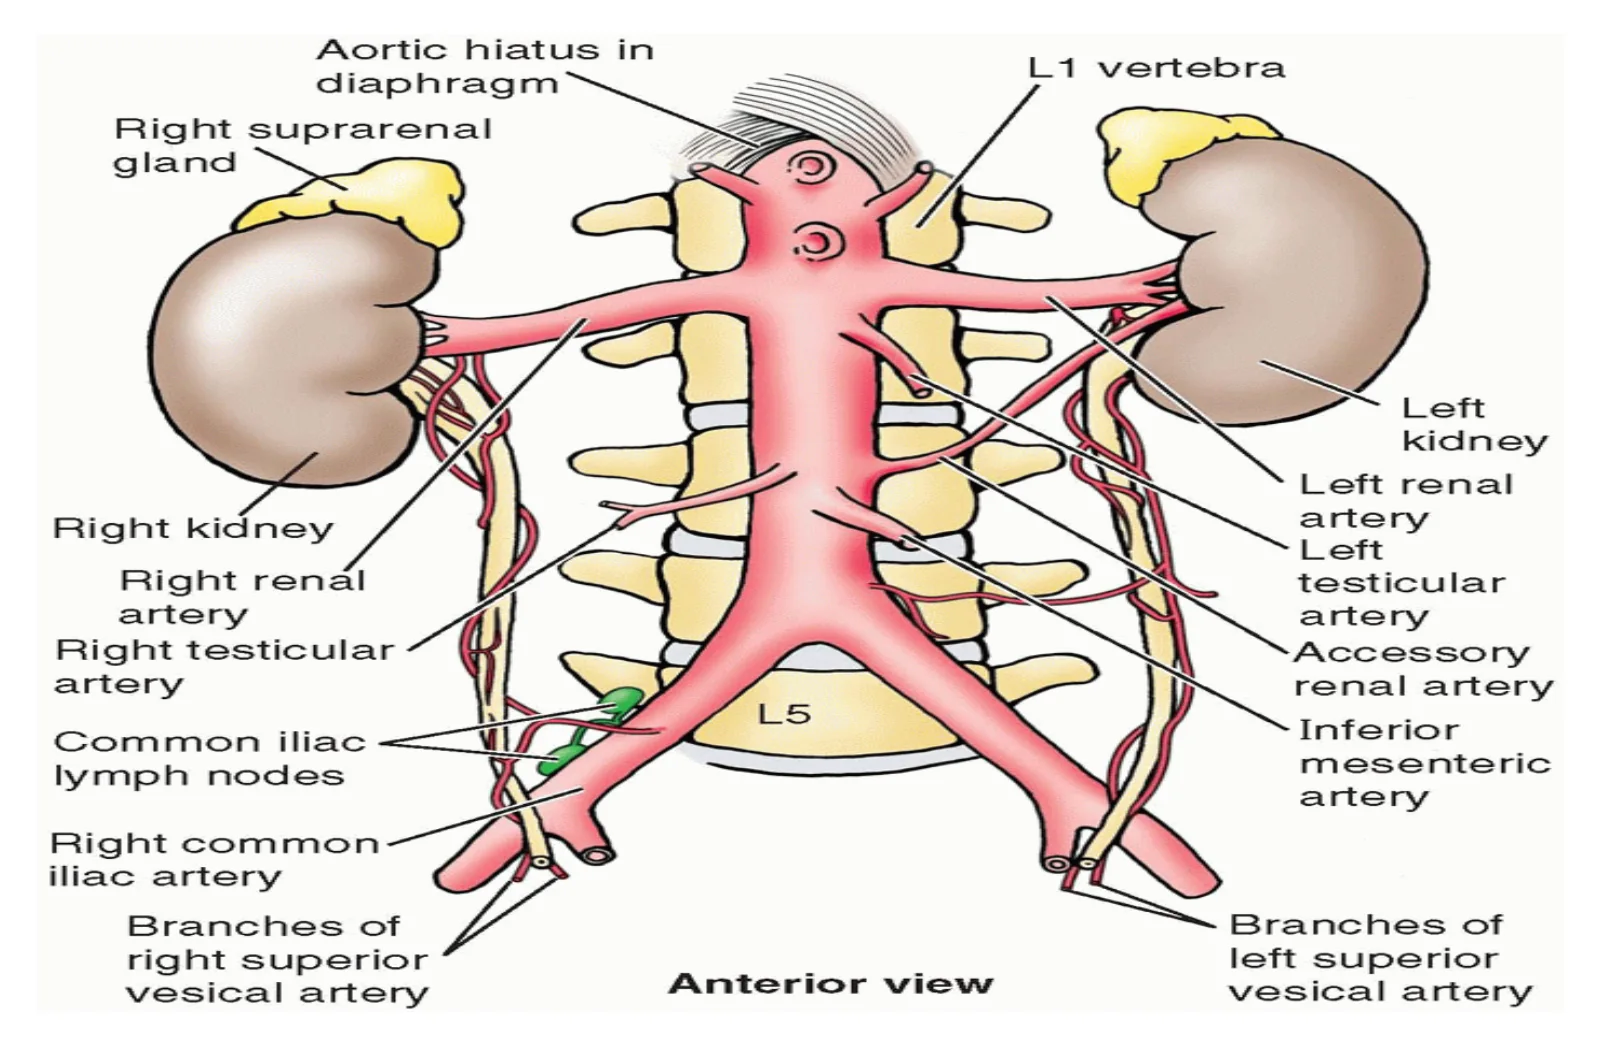 Aortic hiatus in
diaphragm
L1 vertebra
Right suprarenal
gland
Left
kidney
Left renal
artery
Right kidney
Left
testicular
artery
Right renal
artery
Right testicular
artery
Accessory
renal artery
L5
Common iliac
lymph nodes
Inferior
mesenteric
artery
Right common
iliac artery
Branches of
right superior
vesical artery
Anterior view
Branches of
left superior
vesical artery